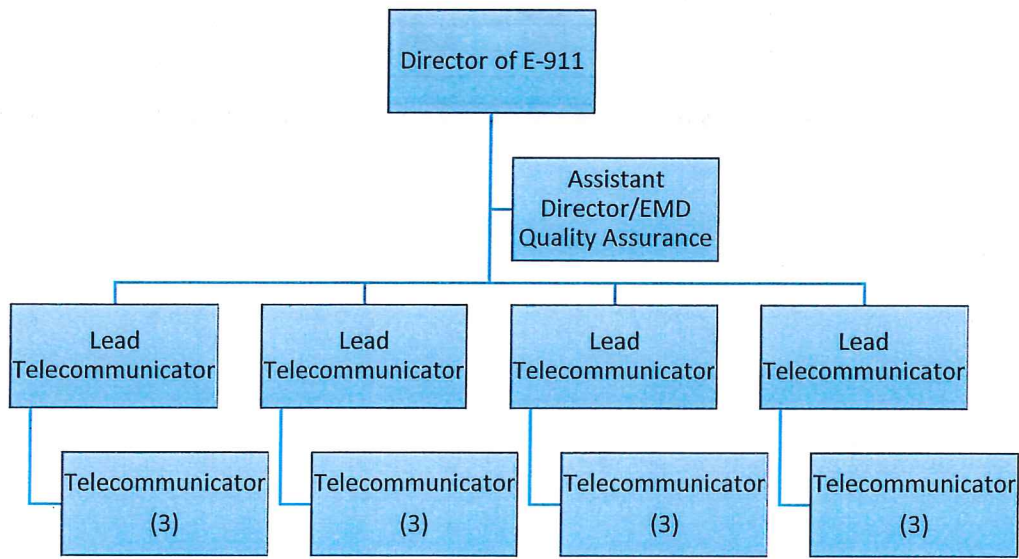 Director of E-911
Assistant
Director/EMD
Quality Assurance
Lead
Telecommunicator
Lead
Telecommunicator
Lead
Telecommunicator
Lead
Telecommunicator
Telecommunicator
(3)
Telecommunicator
(3)
Telecommunicator
(3)
Telecommunicator
(3)